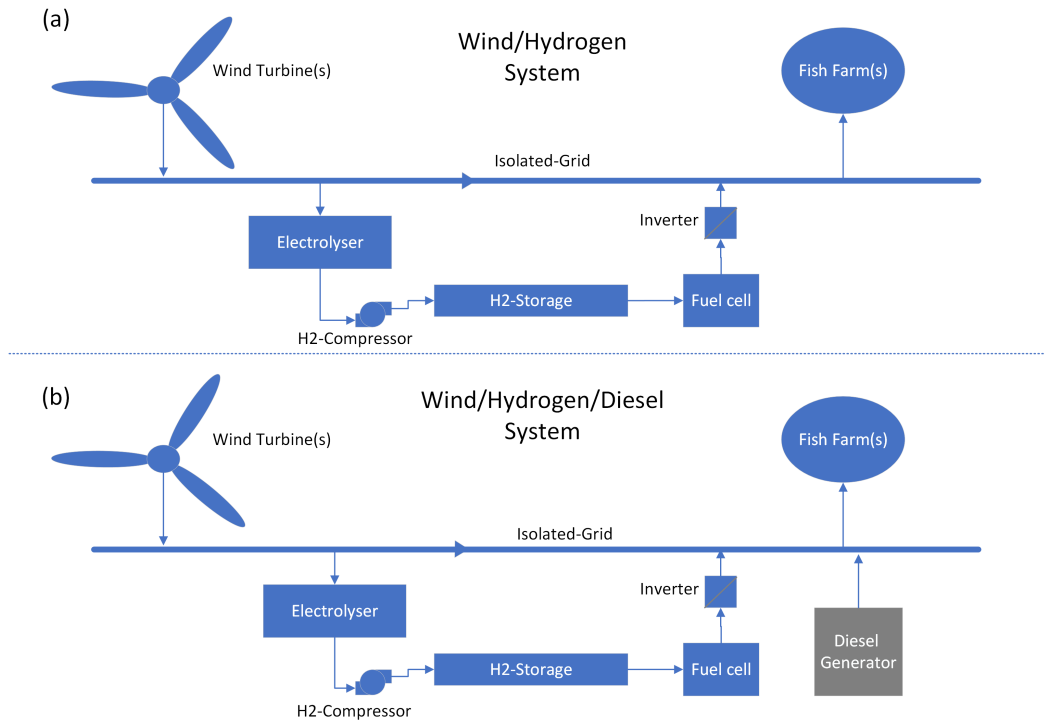 (a)
Wind/Hydrogen
System
Wind Turbine(s)
Fish Farm(s)
Isolated-Grid
Electrolyser
Inverter
H2-Storage
Fuel cell
H2-Compressor
(b)
Wind/Hydrogen/Diesel
System
Wind Turbine(s)
Fish Farm(s)
Isolated-Grid
Electrolyser
Inverter
Diesel
Generator
H2-Storage
Fuel cell
H2-Compressor